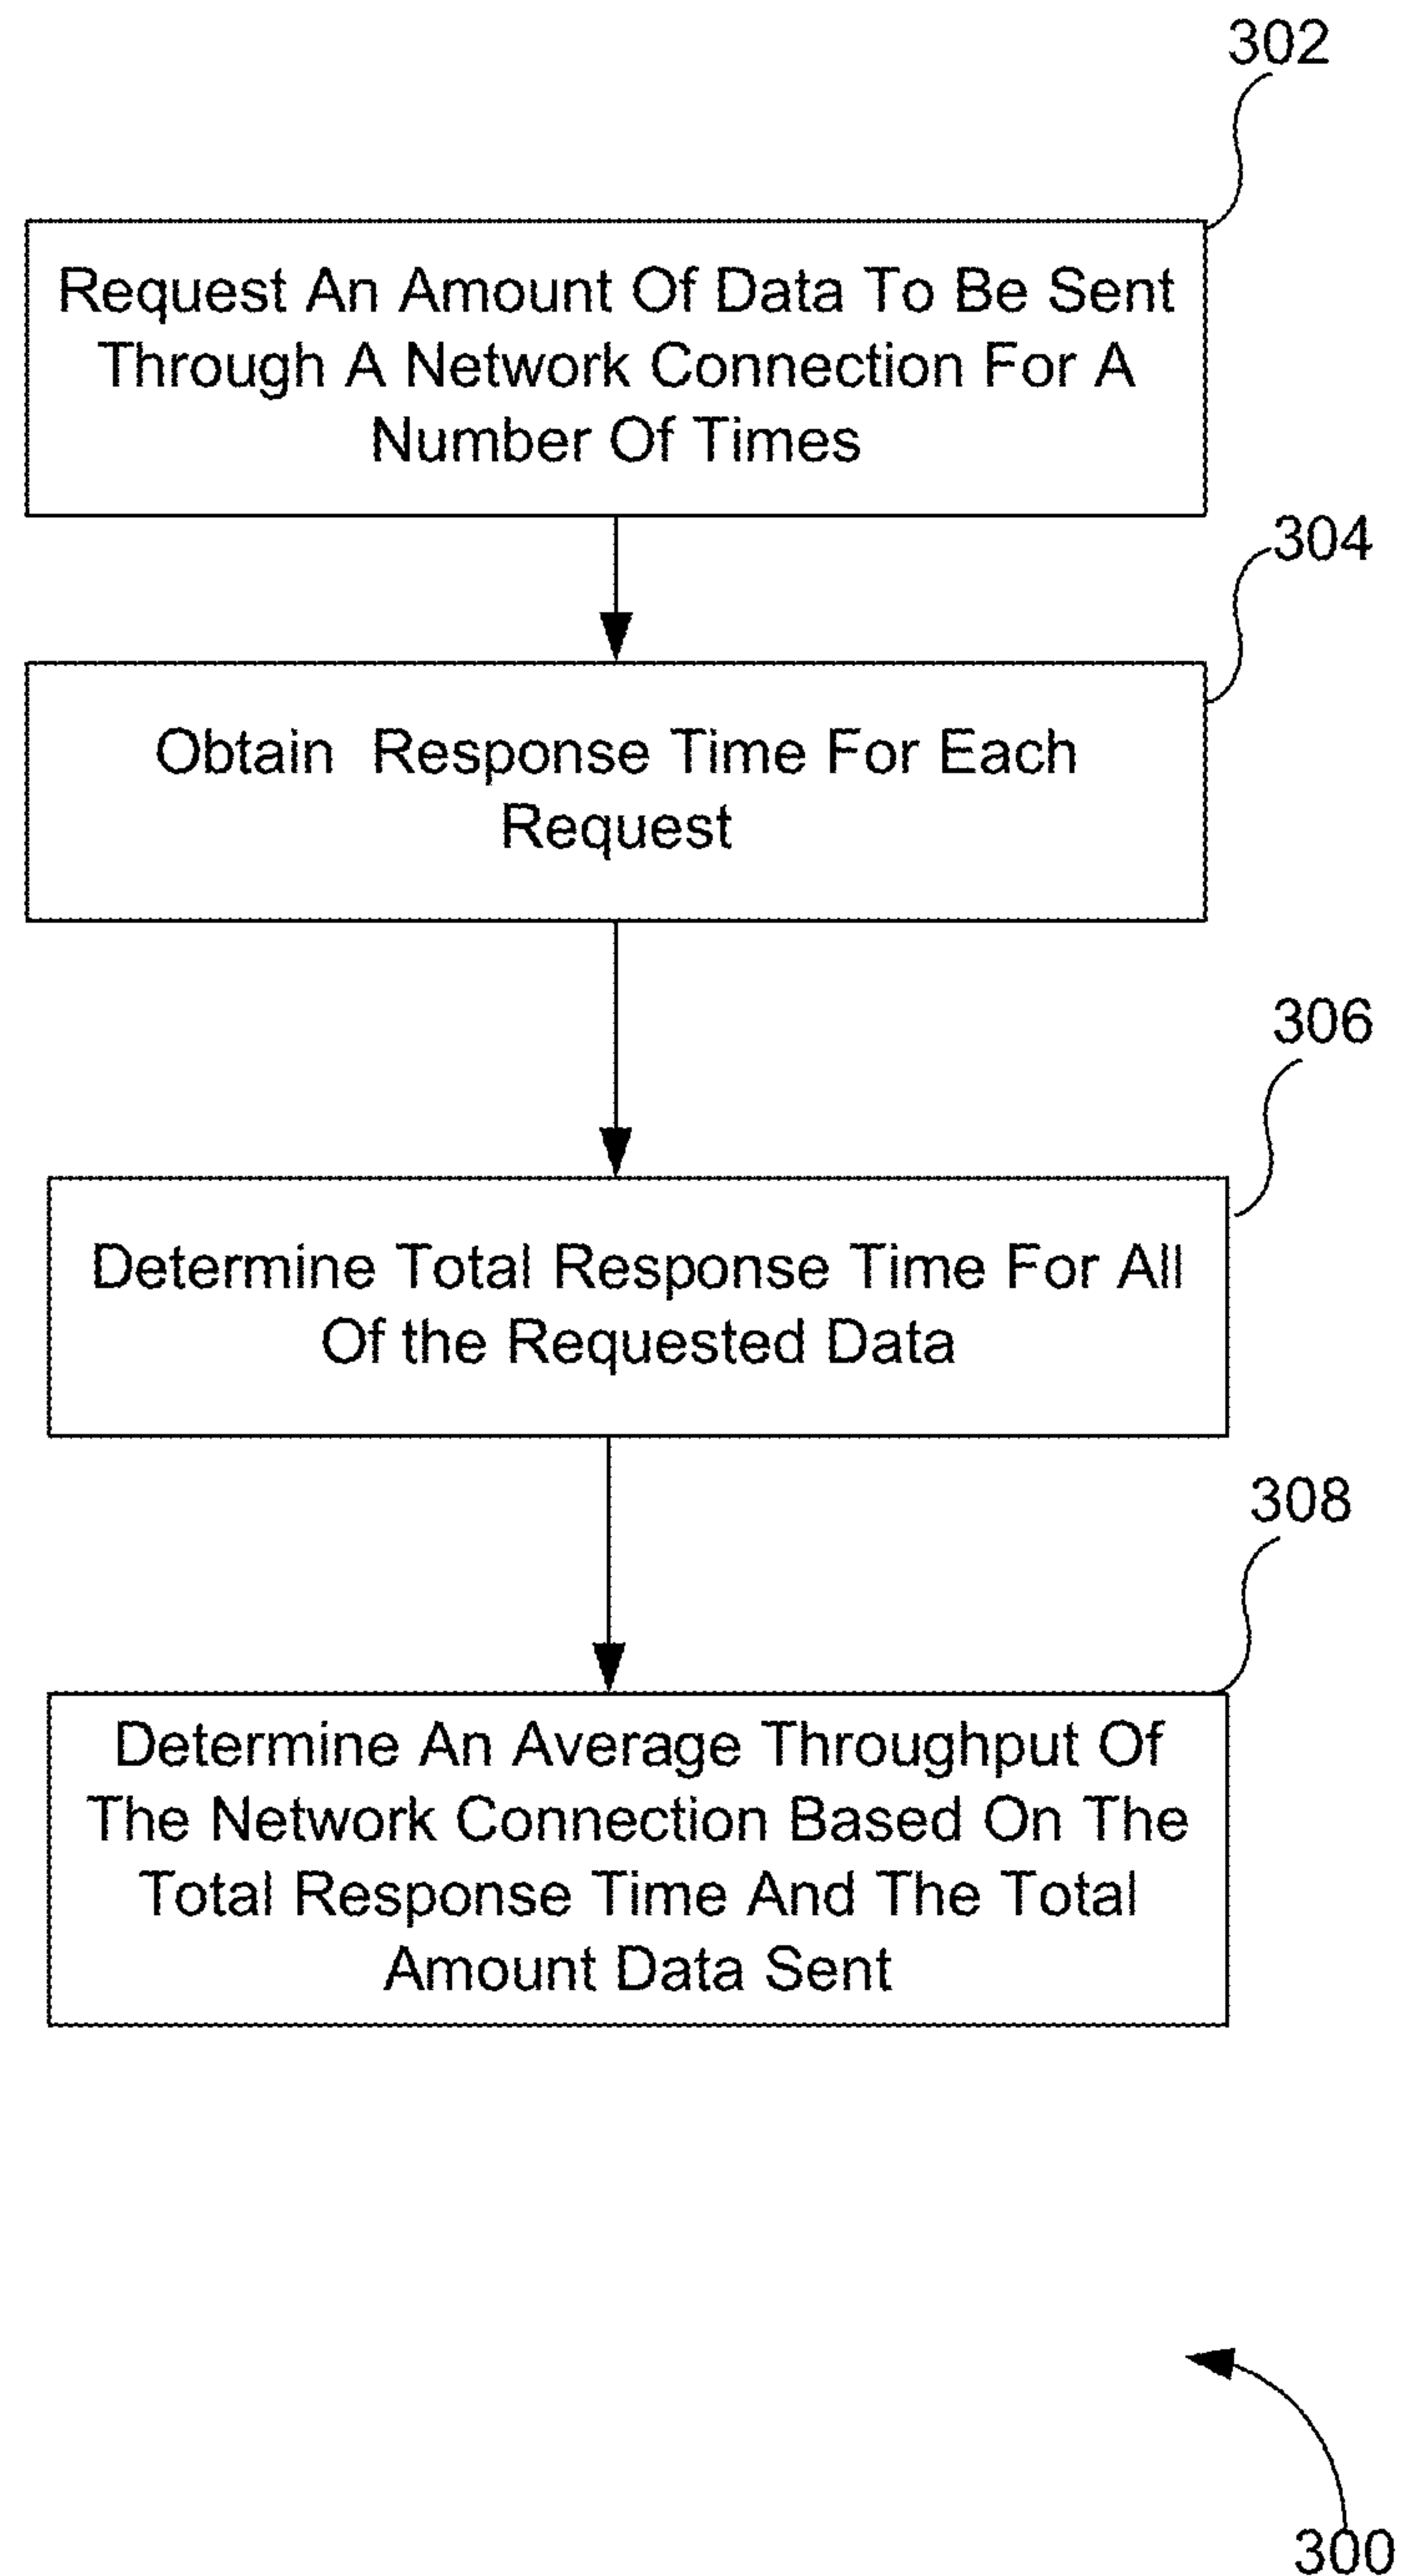 302
Request An Amount Of Data To Be Sent
Through A Network Connection For A
Number Of Times
304
Obtain  Response Time For Each
Request
306
Determine Total Response Time For All
Of the Requested Data
308
Determine An Average Throughput Of
The Network Connection Based On The
Total Response Time And The Total
Amount Data Sent
300